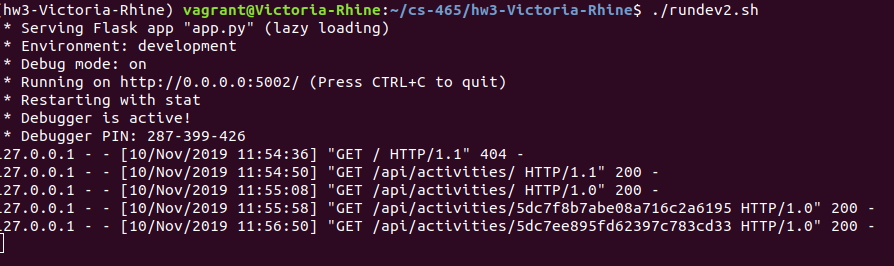 (hw3-Victoria-Rhine) vagrant@Victoria-Rhine:~/cs-465/hw3-Victoria-Rhine$ ./rundev2.sh
 * Serving Flask app "app.py" (lazy loading)
 * Environment: development
 * Debug mode: on
 * Running on http://0.0.0.0:5002/ (Press CTRL+C to quit)
 * Restarting with stat
 * Debugger is active!
 * Debugger PIN: 287-399-426
127.0.0.1 - - [10/Nov/2019 11:54:36] "GET / HTTP/1.1" 404 -
127.0.0.1 - - [10/Nov/2019 11:54:50] "GET /api/activities/ HTTP/1.1" 200 -
127.0.0.1 - - [10/Nov/2019 11:55:08] "GET /api/activities/ HTTP/1.0" 200 -
127.0.0.1 - - [10/Nov/2019 11:55:58] "GET /api/activities/5dc7f8b7abe08a716c2a6195 HTTP/1.0" 200 -
127.0.0.1 - - [10/Nov/2019 11:56:50] "GET /api/activities/5dc7ee895fd62397c783cd33 HTTP/1.0" 200 -